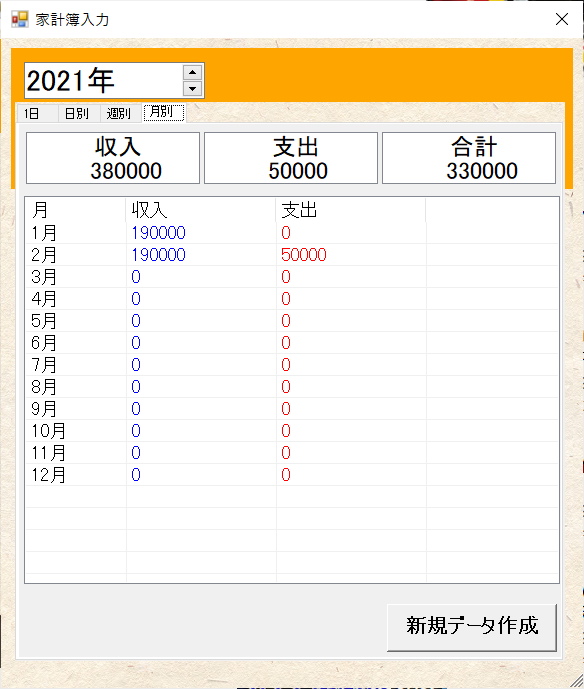 家計簿入力
2021年
1日 日別 週別 月別
収入 支出 合計
380000 50000 330000
月 収入 支出
1月 190000 0
2月 190000 50000
3月 0 0
4月 0 0
5月 0 0
6月 0 0
7月 0 0
8月 0 0
9月 0 0
10月 0 0
11月 0 0
12月 0 0
新規データ作成